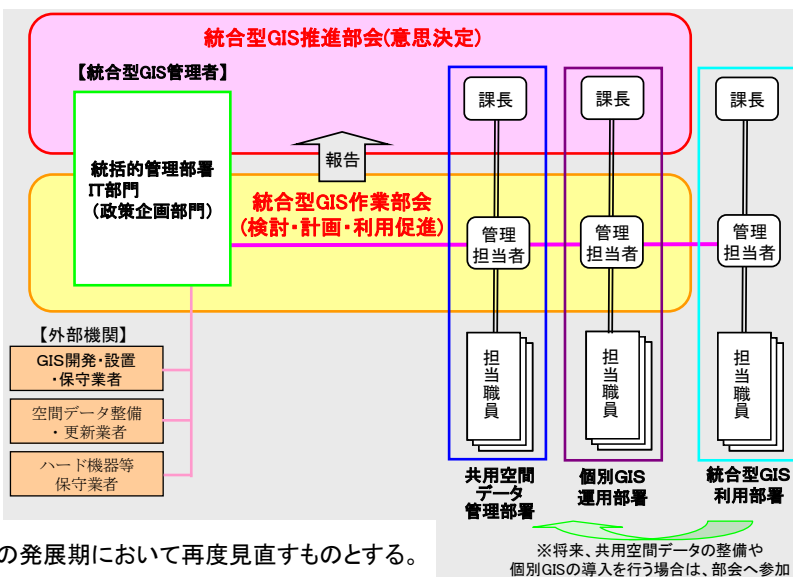 統合型GIS推進部会(意思決定)
【統合型GIS管理者】
統括的管理部署
IT部門
(政策企画部門)
報告
統合型GIS作業部会
(検討・計画・利用促進)
課長
管理
担当者
担当職員
課長
管理
担当者
担当職員
課長
管理
担当者
担当職員
【外部機関】
GIS開発・設置
・保守業者
空間データ整備
・更新業者
ハード機器等
保守業者
共用空間
データ
管理部署
個別GIS
運用部署
統合型GIS
利用部署
の発展期において再度見直すものとする。
※将来、共用空間データの整備や
個別GISの導入を行う場合は、部会へ参加